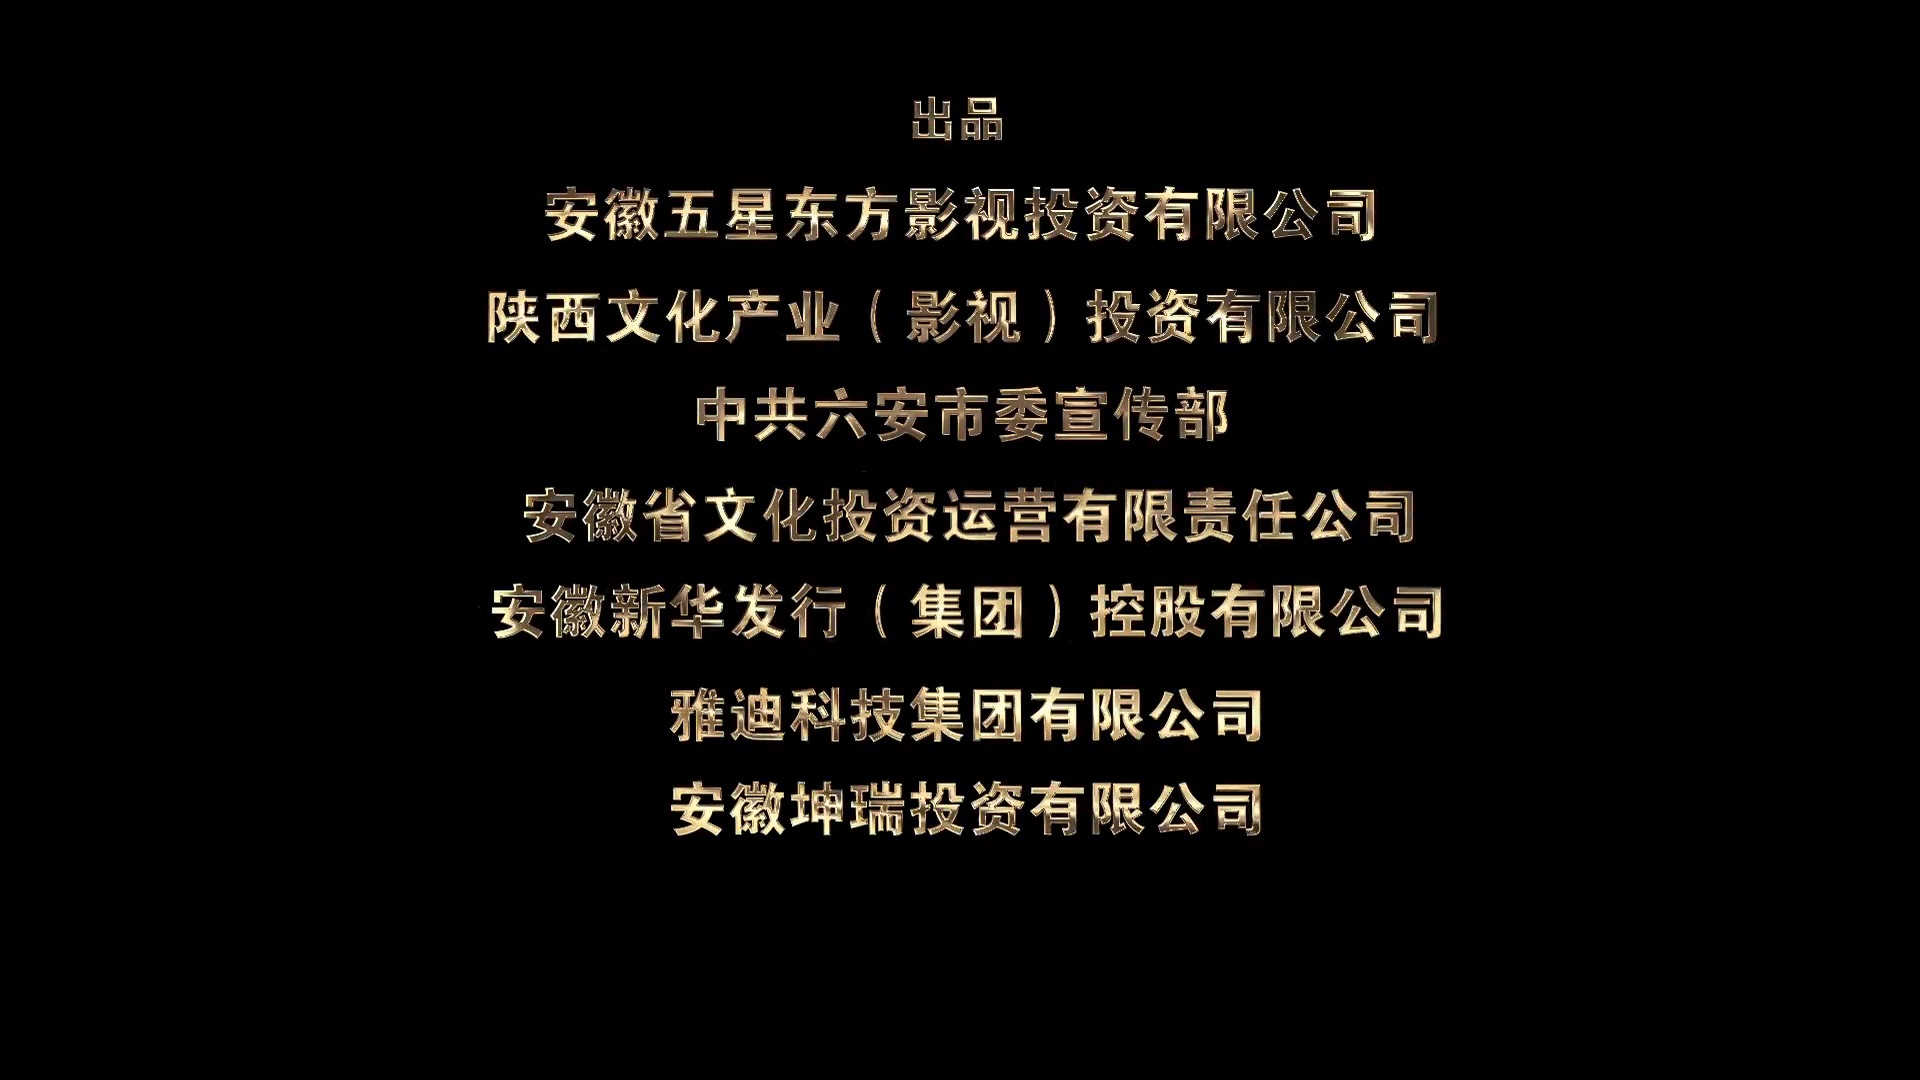 出品
安徽五星东方影视投资有限公司
陕西文化产业（影视）投资有限公司
中共六安市委宣传部
安徽省文化投资运营有限责任公司
安徽新华发行（集团）控股有限公司
雅迪科技集团有限公司
安徽坤瑞投资有限公司